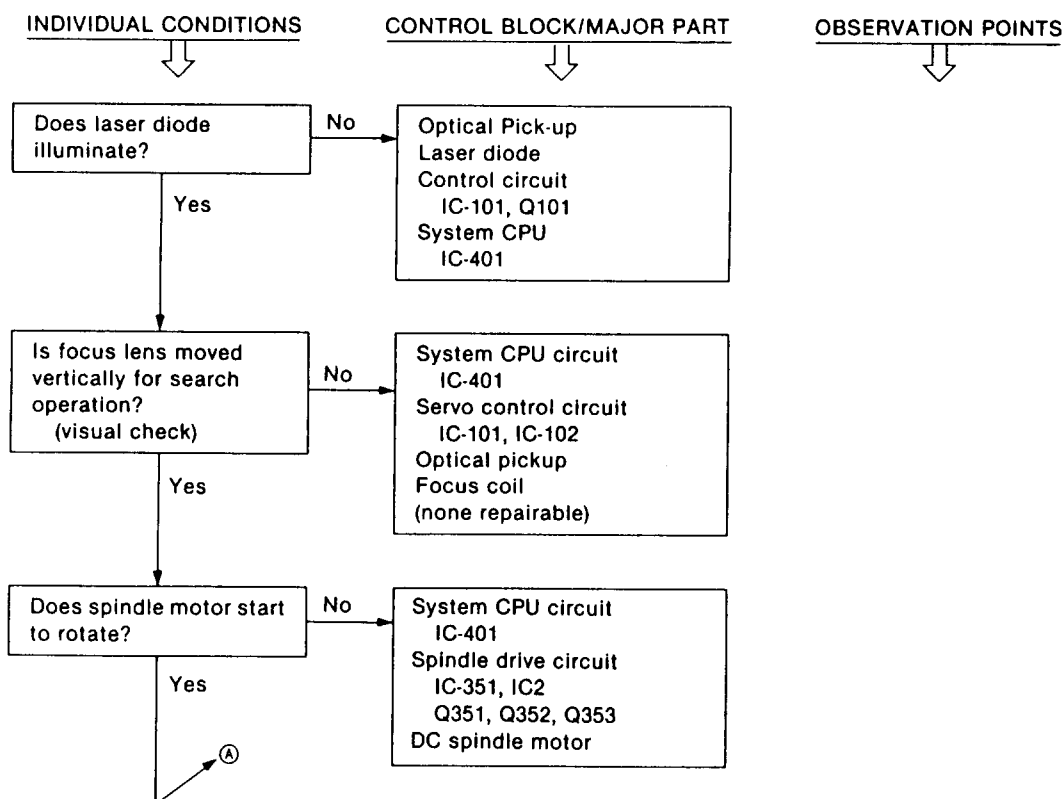 INDIVIDUAL CONDITIONS
CONTROL BLOCK/MAJOR PART
OBSERVATION POINTS
Does laser diode
illuminate?
No
Optical Pick-up
Laser diode
Control circuit
IC-101, Q101
System CPU
IC-401
Yes
Is focus lens moved
vertically for search
operation?
(visual check)
No
System CPU circuit
IC-401
Servo control circuit
IC-101, IC-102
Optical pickup
Focus coil
(none repairable)
Yes
Does spindle motor start
to rotate?
No
System CPU circuit
IC-401
Spindle drive circuit
IC-351, IC2
Q351, Q352, Q353
DC spindle motor
Yes
Ⓐ